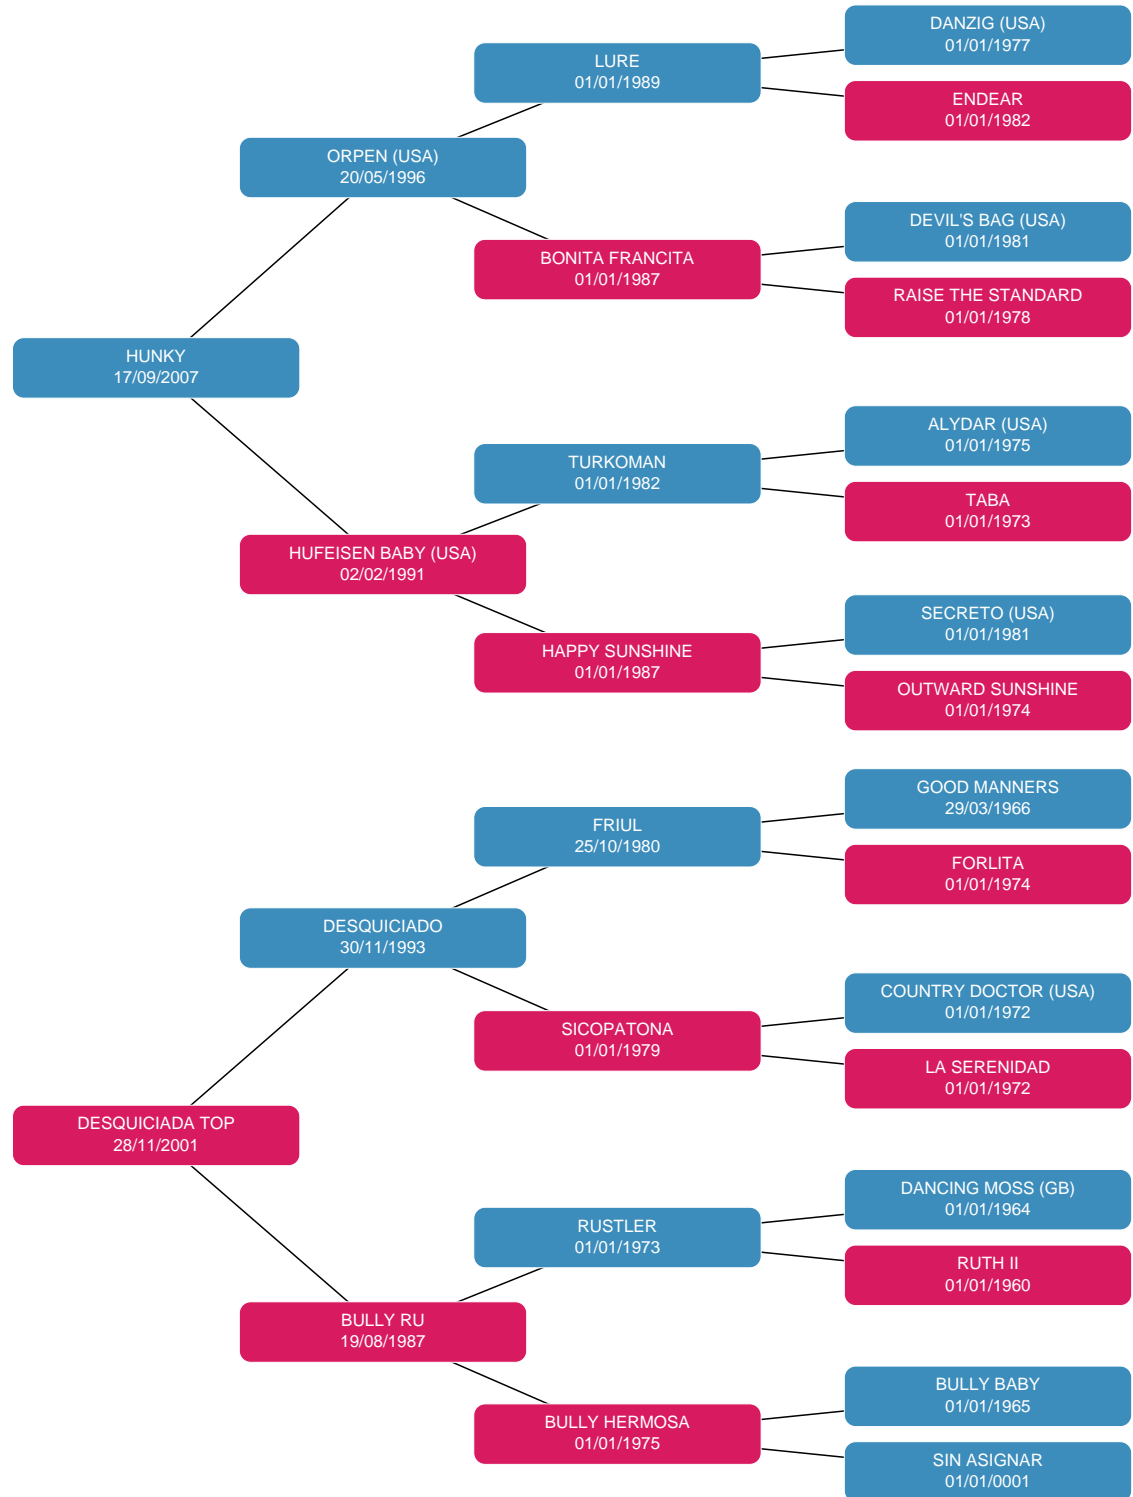 DANZIG (USA)
01/01/1977
LURE
01/01/1989
ENDEAR
01/01/1982
ORPEN (USA)
20/05/1996
DEVIL'S BAG (USA)
01/01/1981
BONITA FRANCITA
01/01/1987
RAISE THE STANDARD
01/01/1978
HUNKY
17/09/2007
ALYDAR (USA)
01/01/1975
TURKOMAN
01/01/1982
TABA
01/01/1973
HUFEISEN BABY (USA)
02/02/1991
SECRETO (USA)
01/01/1981
HAPPY SUNSHINE
01/01/1987
OUTWARD SUNSHINE
01/01/1974
GOOD MANNERS
29/03/1966
FRIUL
25/10/1980
FORLITA
01/01/1974
DESQUICIADO
30/11/1993
COUNTRY DOCTOR (USA)
01/01/1972
SICOPATONA
01/01/1979
LA SERENIDAD
01/01/1972
DESQUICIADA TOP
28/11/2001
DANCING MOSS (GB)
01/01/1964
RUSTLER
01/01/1973
RUTH II
01/01/1960
BULLY RU
19/08/1987
BULLY BABY
01/01/1965
BULLY HERMOSA
01/01/1975
SIN ASIGNAR
01/01/0001